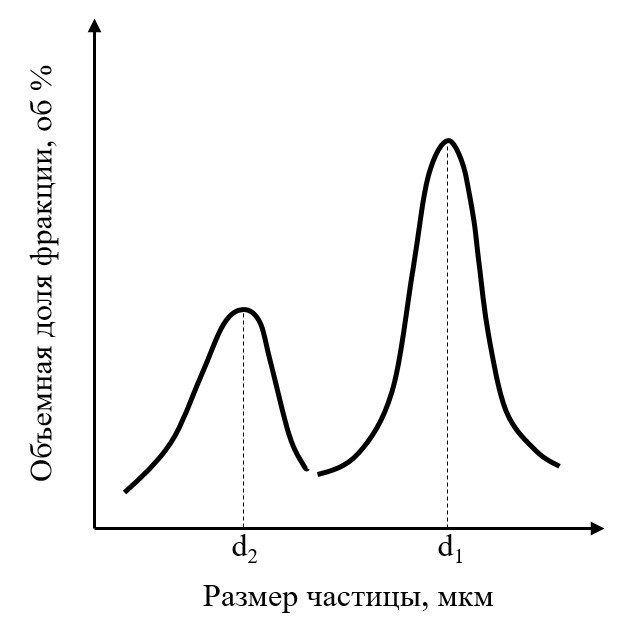 Объемная доля фракции, об %
d₂
d₁
Размер частицы, мкм